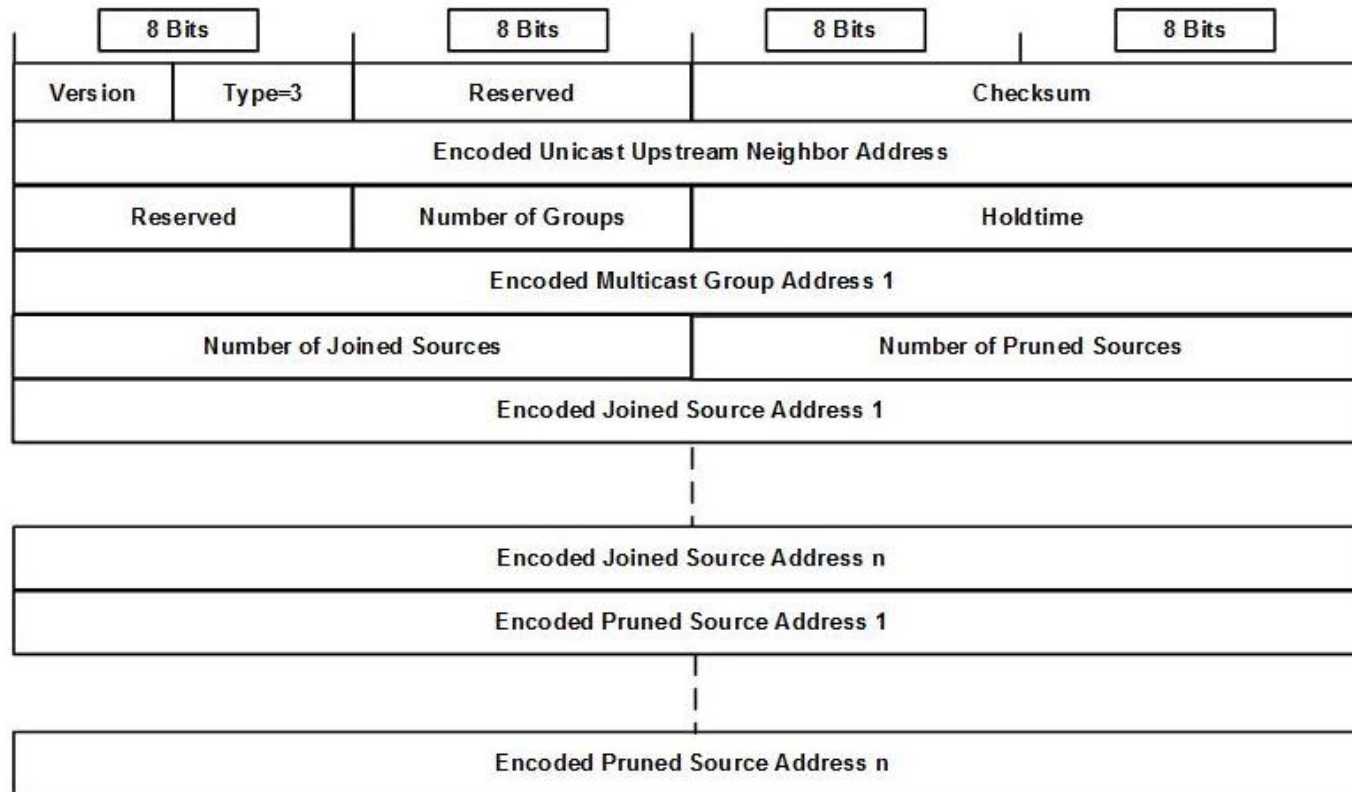 8 Bits 8 Bits 8 Bits 8 Bits
Version Type=3 Reserved Checksum
Encoded Unicast Upstream Neighbor Address
Reserved Number of Groups Holdtime
Encoded Multicast Group Address 1
Number of Joined Sources Number of Pruned Sources
Encoded Joined Source Address 1
Encoded Joined Source Address n
Encoded Pruned Source Address 1
Encoded Pruned Source Address n